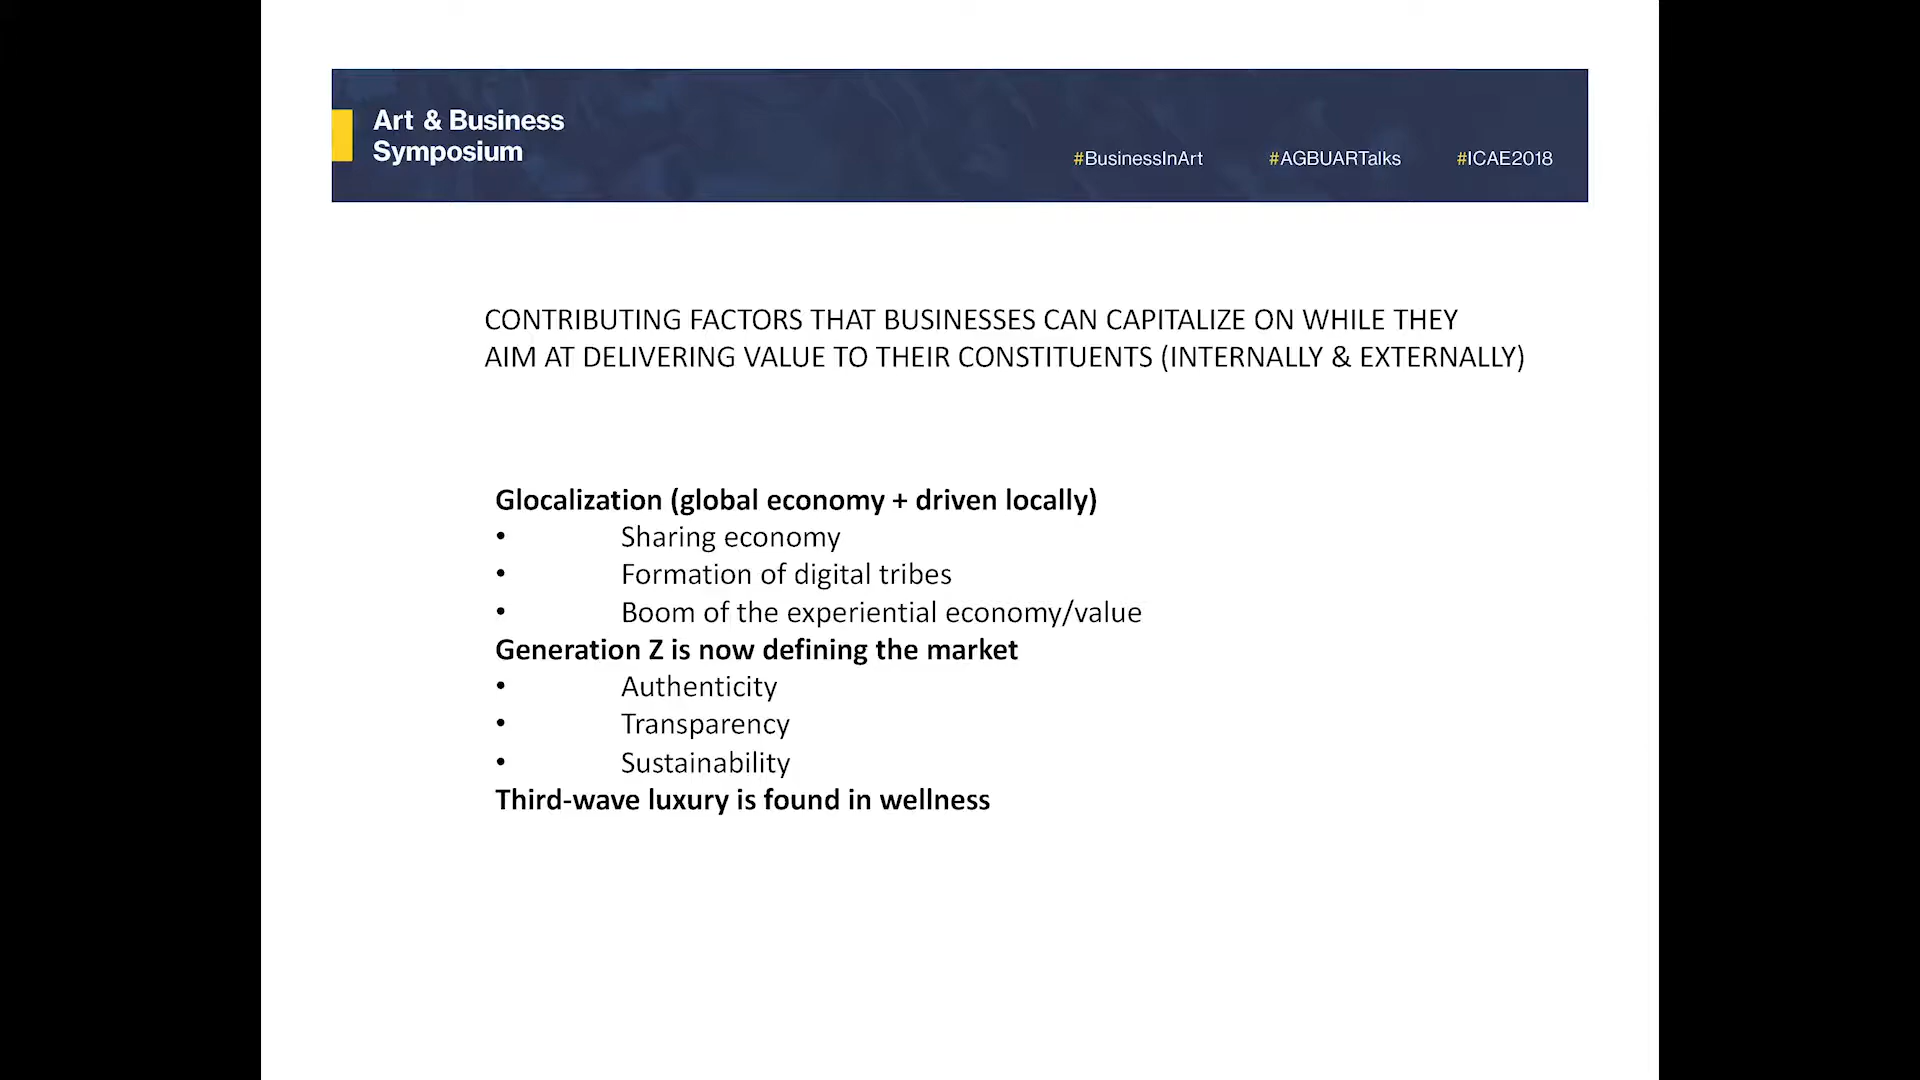 Art & Business
Symposium
#BusinessInArt #AGBUARTalks #ICAE2018
CONTRIBUTING FACTORS THAT BUSINESSES CAN CAPITALIZE ON WHILE THEY
AIM AT DELIVERING VALUE TO THEIR CONSTITUENTS (INTERNALLY & EXTERNALLY)
Glocalization (global economy + driven locally)
• Sharing economy
• Formation of digital tribes
• Boom of the experiential economy/value
Generation Z is now defining the market
• Authenticity
• Transparency
• Sustainability
Third-wave luxury is found in wellness